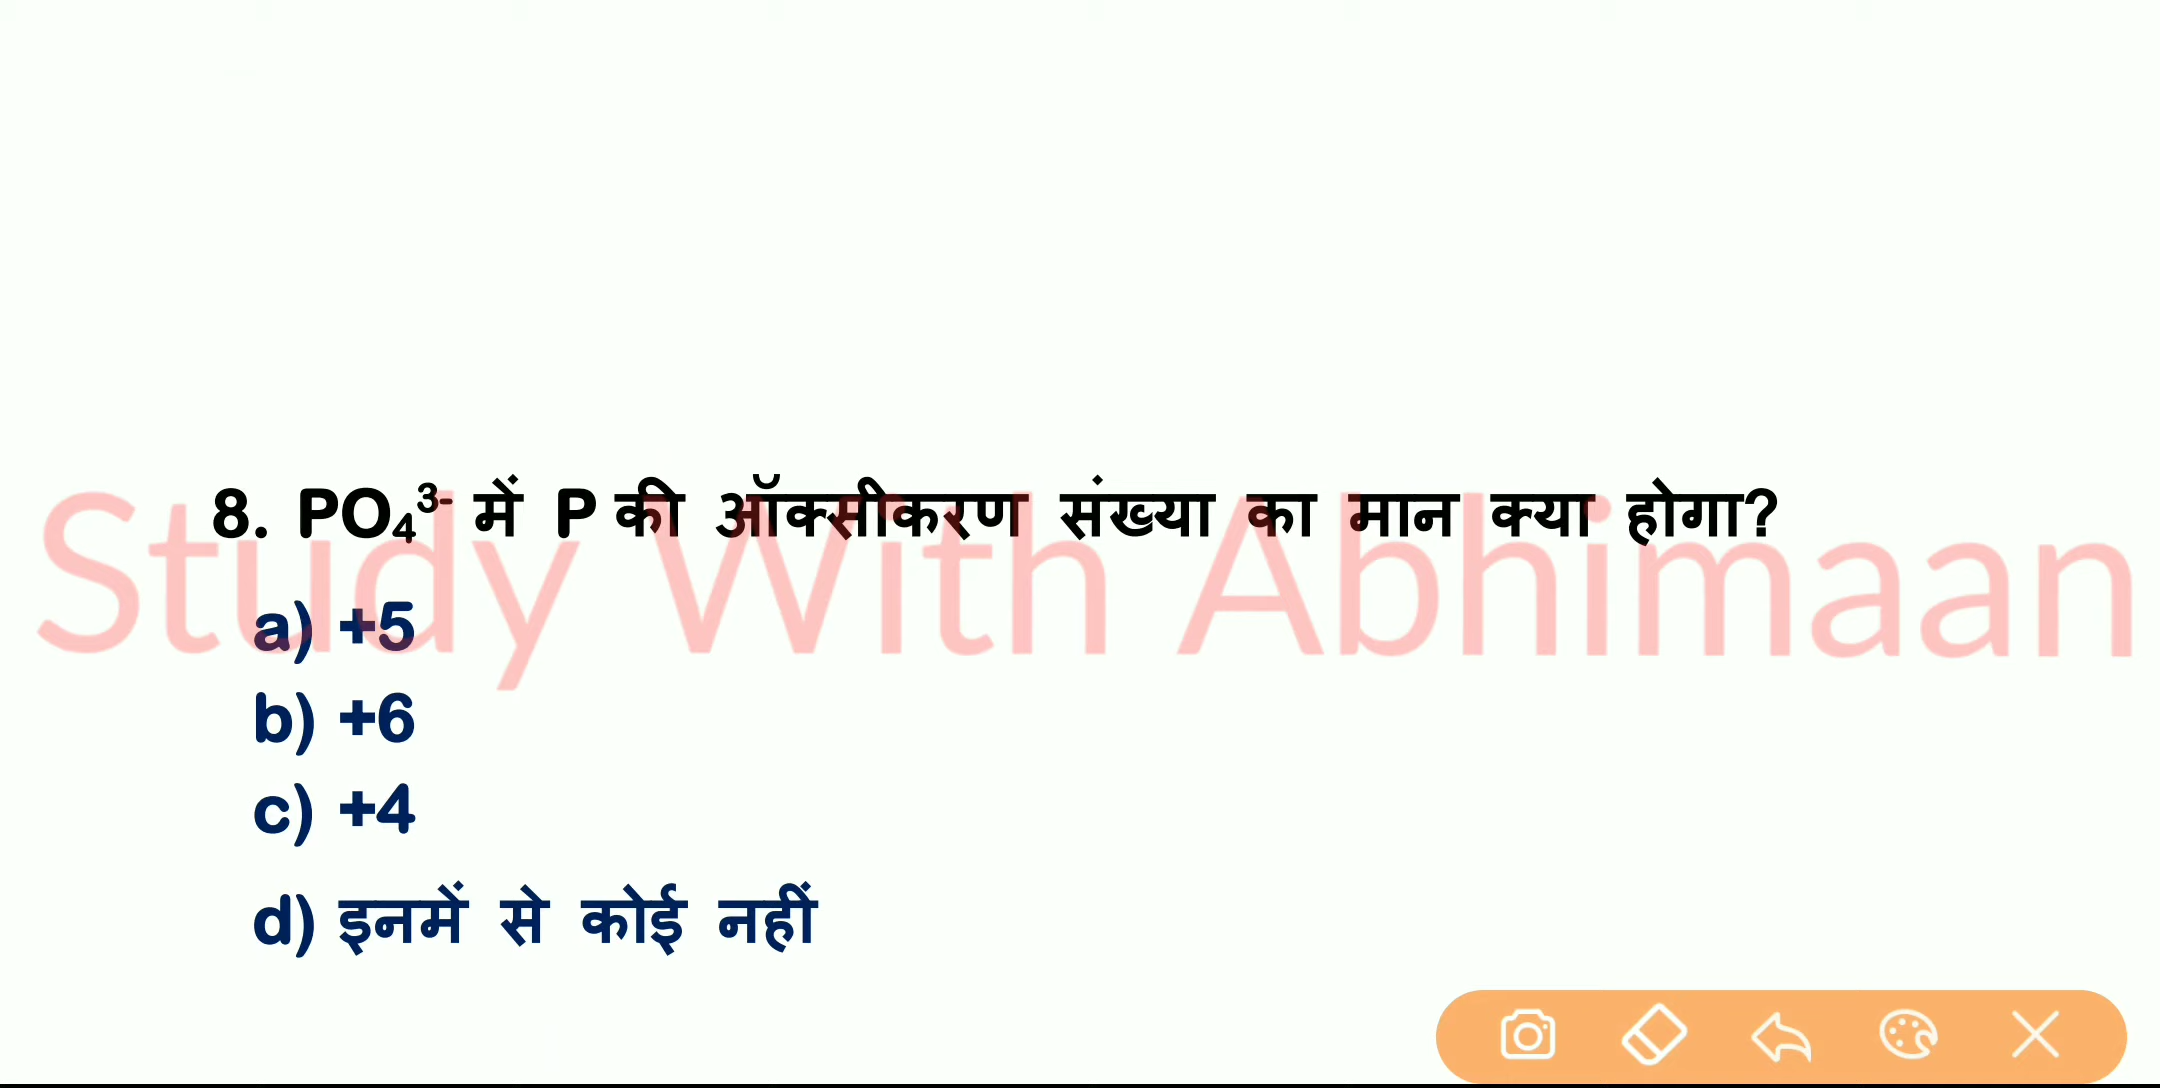 8. PO₄³⁻ में P की ऑक्सीकरण संख्या का मान क्या होगा?
Study With Abhimaan
a) +5
b) +6
c) +4
d) इनमें से कोई नहीं